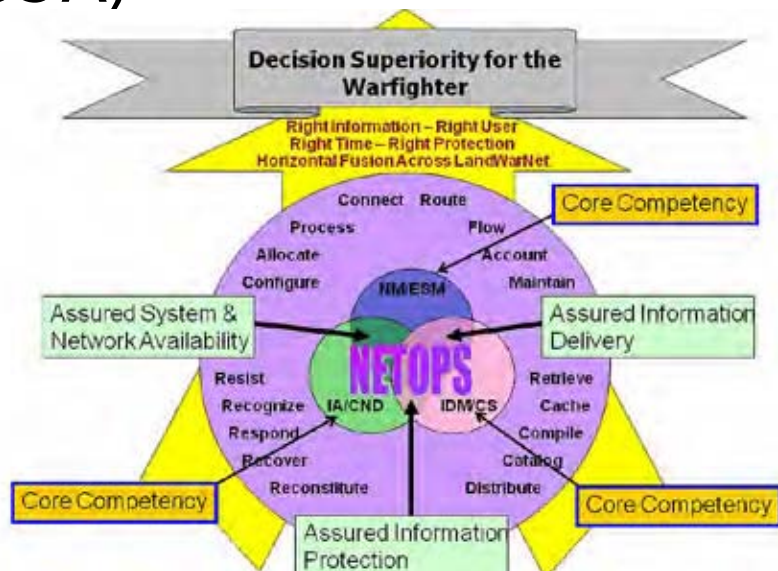 Decision Superiority for the
Warfighter
Right Information – Right User
Right Time – Right Protection
Horizontal Fusion Across LandWarNet
Connect Route
Process Flow
Allocate Account
Configure Maintain
Core Competency
NM/ESM
Assured System &
Network Availability
Assured Information
Delivery
NETOPS
IA/CND
IDM/CS
Resist
Recognize
Respond
Recover
Reconstitute
Retrieve
Cache
Compile
Catalog
Distribute
Core Competency
Core Competency
Assured Information
Protection